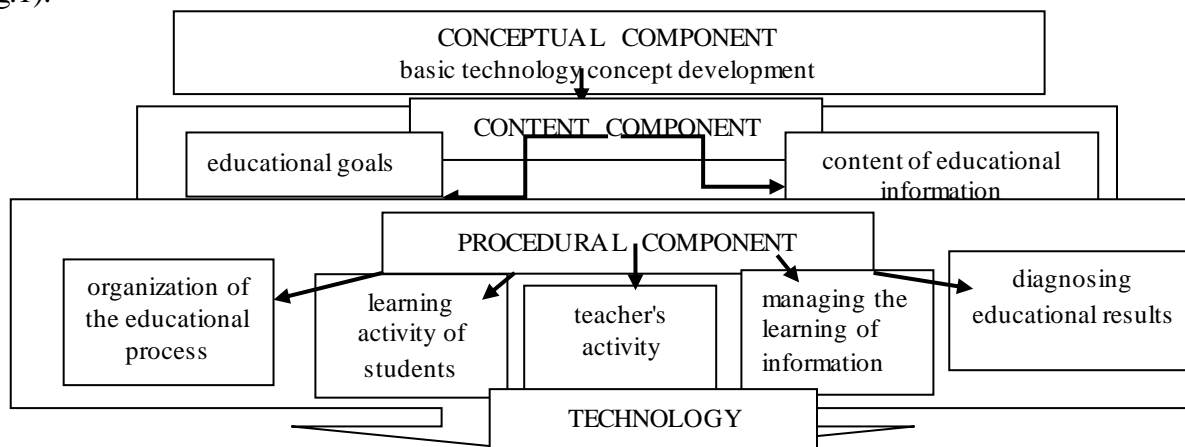 g.1).
CONCEPTUAL COMPONENT
basic technology concept development
CONTENT COMPONENT
educational goals
content of educational
information
PROCEDURAL COMPONENT
organization of
the educational
process
learning
activity of
students
teacher's
activity
managing the
learning of
information
diagnosing
educational results
TECHNOLOGY